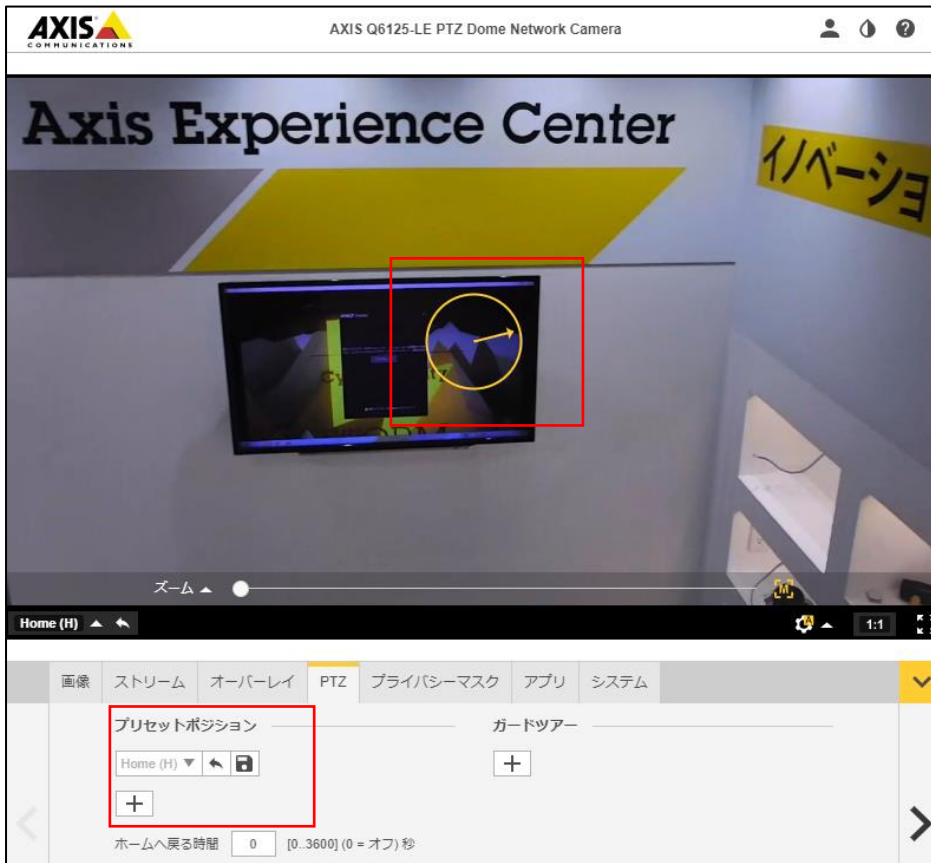 AXIS
COMMUNICATIONS
AXIS Q6125-LE PTZ Dome Network Camera
Axis Experience Center
イノベーショ
ズーム
[M]
Home (H)
A
1:1
画像 ストリーム オーバーレイ PTZ プライバシーマスク アプリ システム
プリセットポジション
ガードツアー
Home (H)
ホームへ戻る時間 0 [0..3600] (0 = オフ) 秒